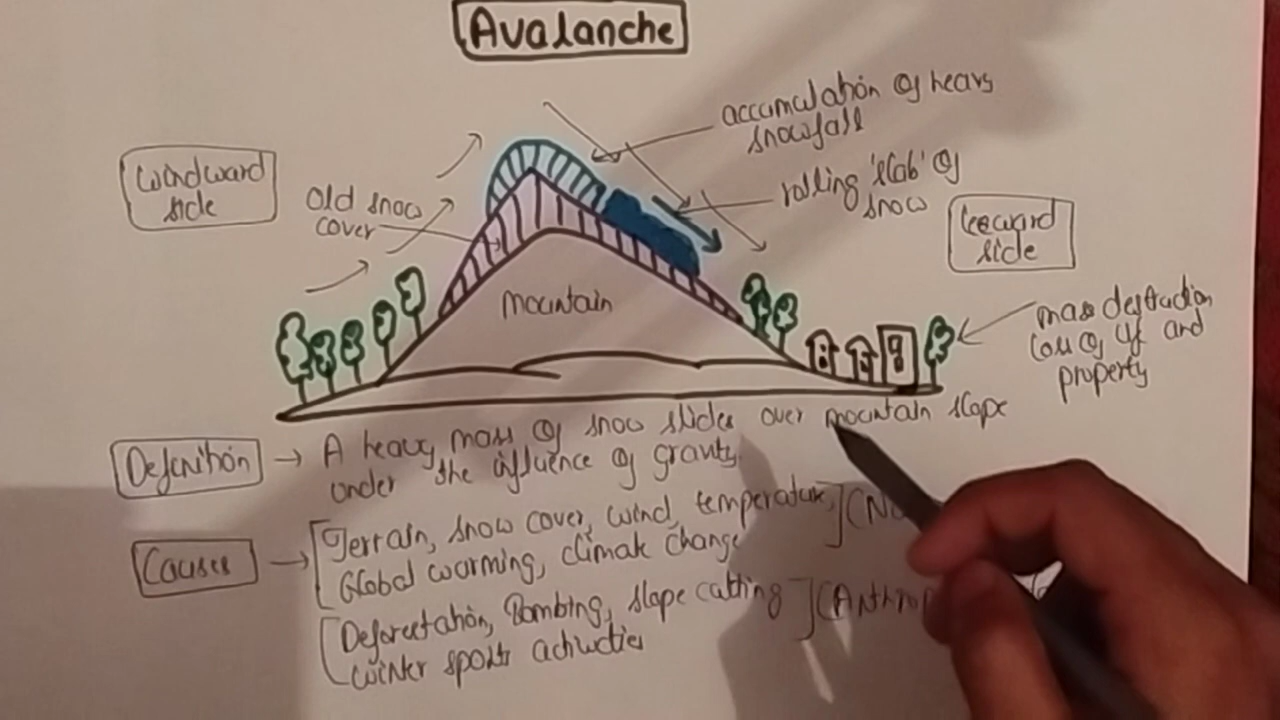 Avalanche
accumulation of heavy
snowfall
windward
side
old snow
cover
rolling 'slab' of
snow
leeward
side
mountain
mass destruction
loss of life and
property
Definition → A heavy mass of snow slides over mountain slope
under the influence of gravity.
Causes → [Terrain, snow cover, wind, temperature,] (Na
Global warming, climate change
[Deforestation, Bombing, slope cutting ] (Anthrop
winter sports activities